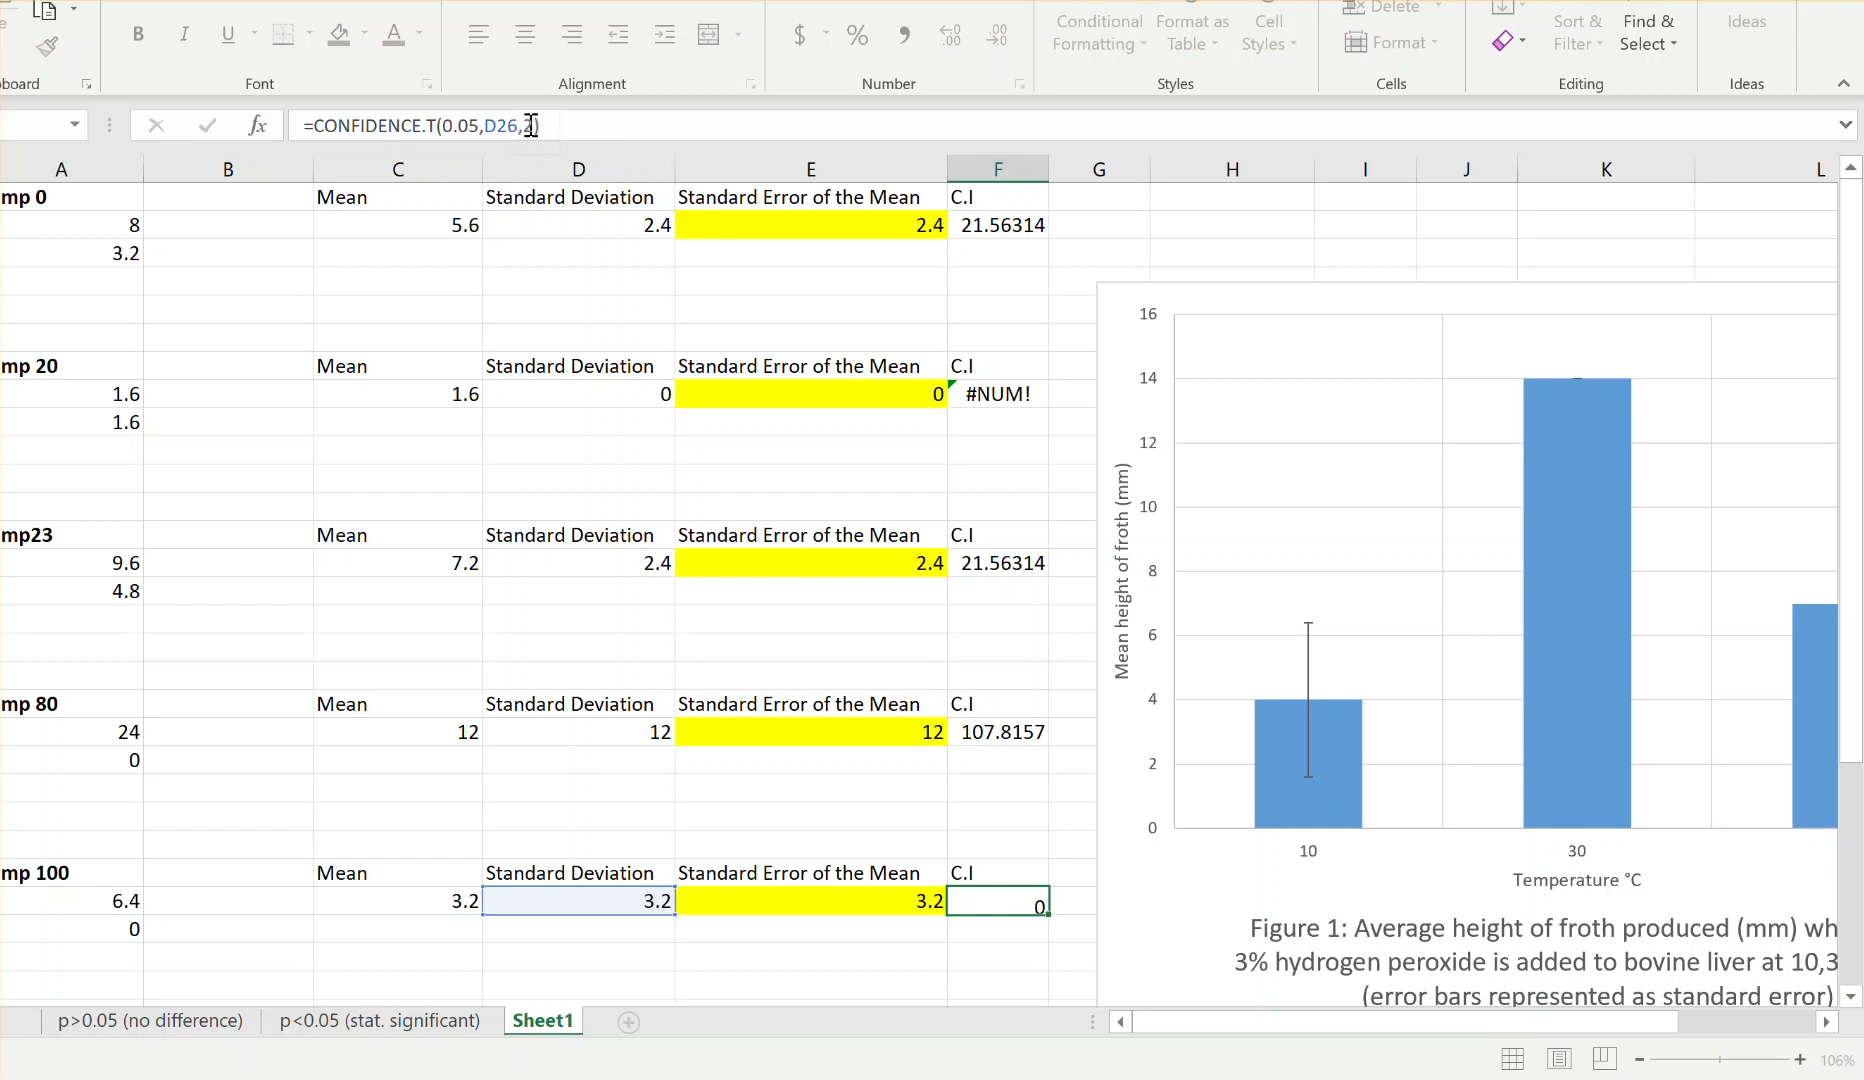 Delete
Conditional Formatting
Format as Table
Cell Styles
Format
Sort & Filter
Find & Select
Ideas
B I U A
$ % , .00 .00
board
Font
Alignment
Number
Styles
Cells
Editing
Ideas
fx =CONFIDENCE.T(0.05,D26,2)
A B C D E F G H I J K L
mp 0 Mean Standard Deviation Standard Error of the Mean C.I
8 5.6 2.4 2.4 21.56314
3.2
mp 20 Mean Standard Deviation Standard Error of the Mean C.I
1.6 1.6 0 0 #NUM!
1.6
mp23 Mean Standard Deviation Standard Error of the Mean C.I
9.6 7.2 2.4 2.4 21.56314
4.8
mp 80 Mean Standard Deviation Standard Error of the Mean C.I
24 12 12 12 107.8157
0
mp 100 Mean Standard Deviation Standard Error of the Mean C.I
6.4 3.2 3.2 3.2 0
0
16
14
12
10
8
6
4
2
0
Mean height of froth (mm)
10 30
Temperature °C
Figure 1: Average height of froth produced (mm) wh
3% hydrogen peroxide is added to bovine liver at 10,3
(error bars represented as standard error)
p>0.05 (no difference) p<0.05 (stat. significant) Sheet1
106%